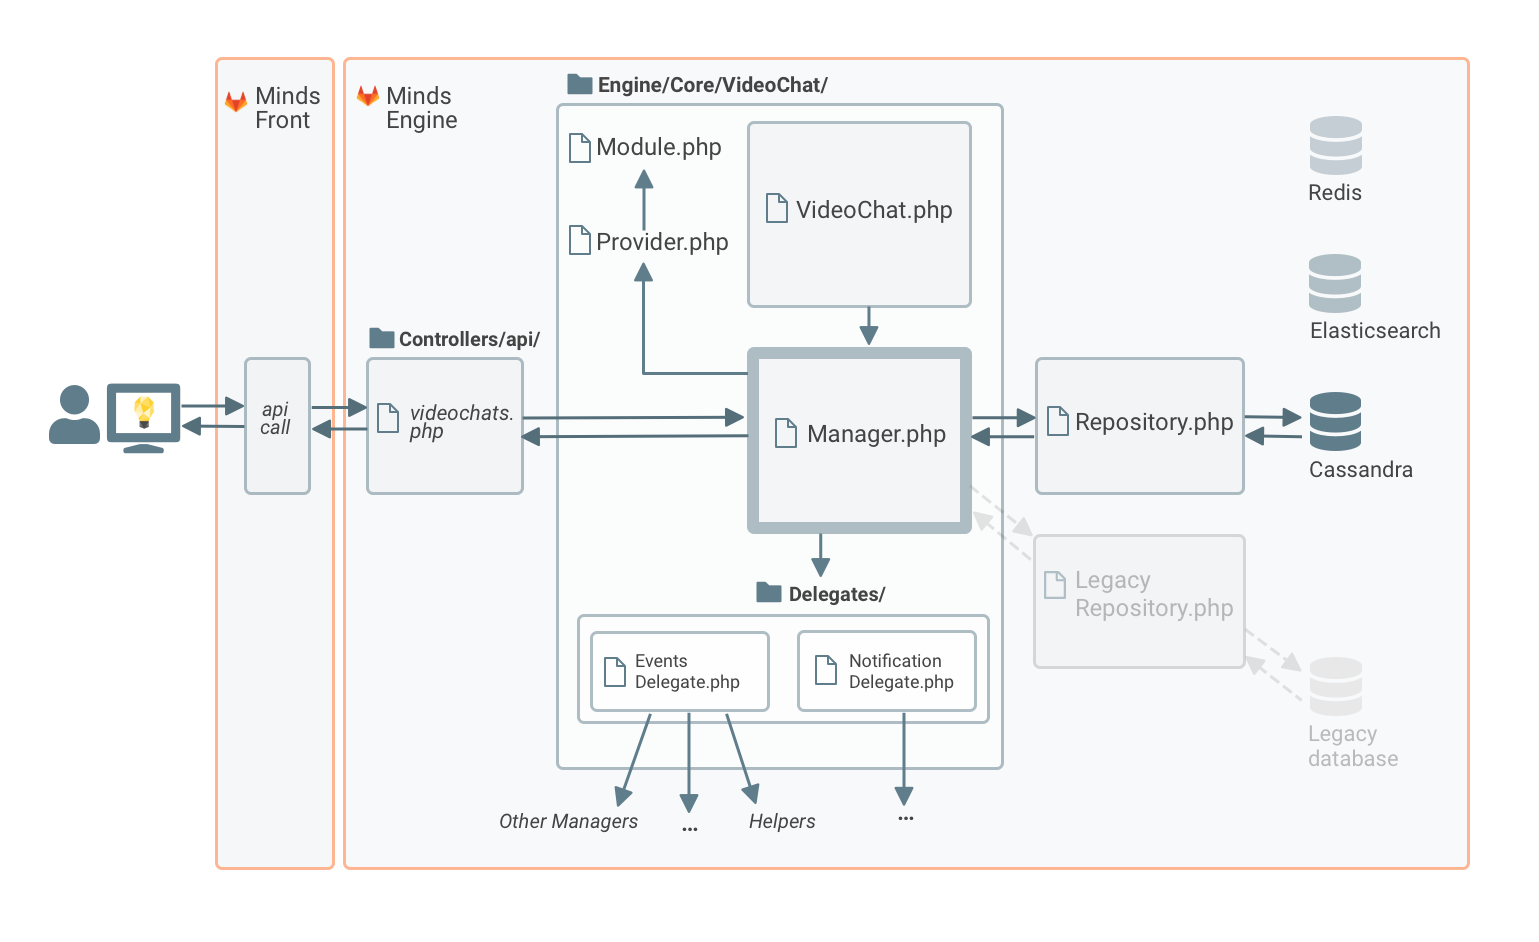 Minds
Front
Minds
Engine
Engine/Core/VideoChat/
Module.php
Provider.php
VideoChat.php
Redis
Elasticsearch
Controllers/api/
api
call
videochats.
php
Manager.php
Repository.php
Cassandra
Legacy
Repository.php
Delegates/
Events
Delegate.php
Notification
Delegate.php
Legacy
database
Other Managers
...
Helpers
...